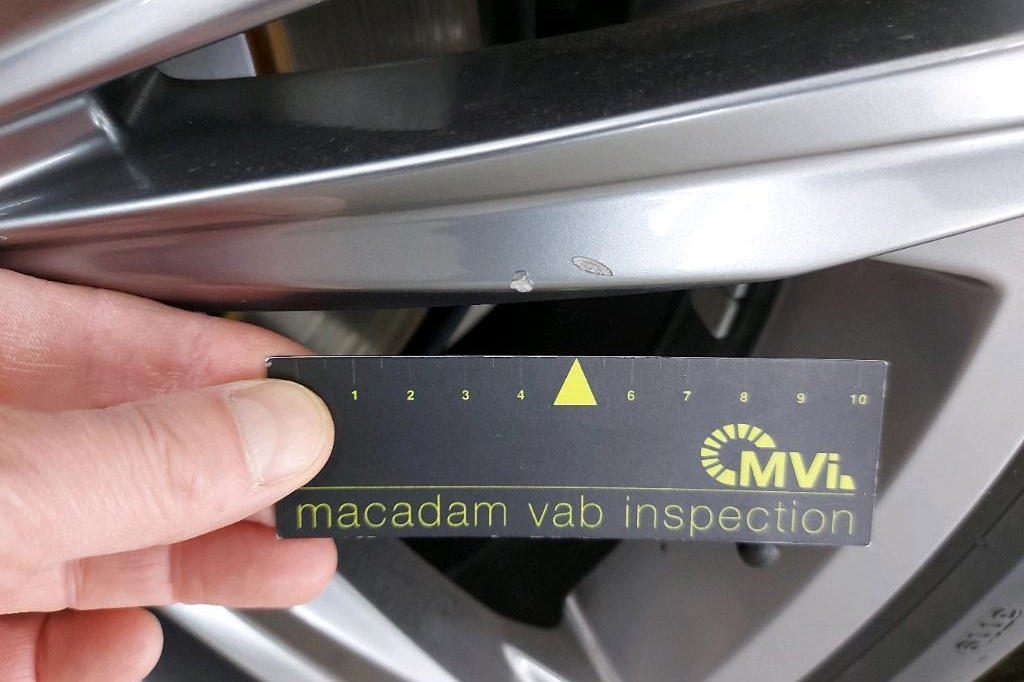 1 2 3 4 6 7 8 9 10
MVi
macadam vab inspection